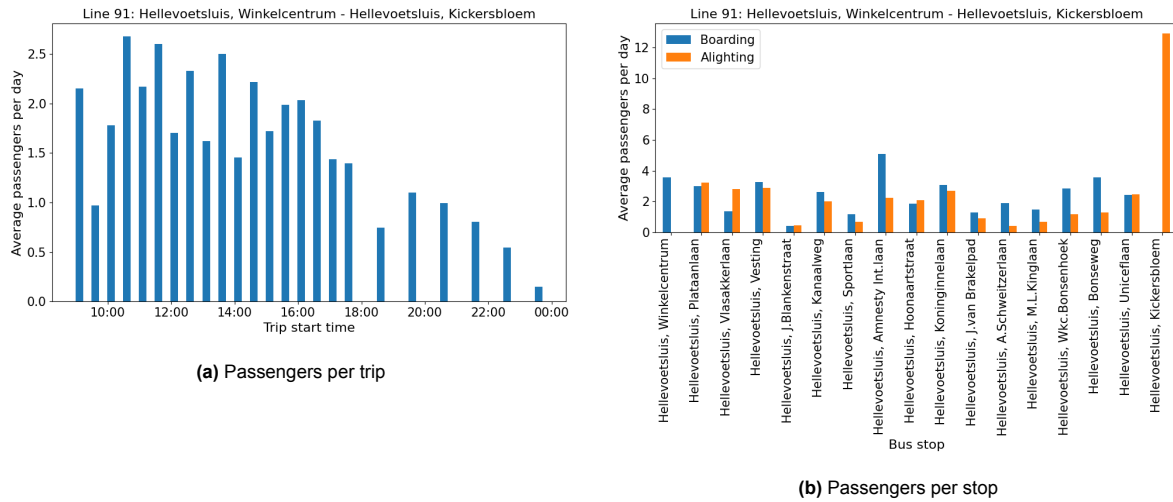 Line 91: Hellevoetsluis, Winkelcentrum - Hellevoetsluis, Kickersbloem
Average passengers per day
2.5
2.0
1.5
1.0
0.5
0.0
10:00 12:00 14:00 16:00 18:00 20:00 22:00 00:00
Trip start time
(a) Passengers per trip
Line 91: Hellevoetsluis, Winkelcentrum - Hellevoetsluis, Kickersbloem
Boarding
Alighting
Average passengers per day
12
10
8
6
4
2
0
Hellevoetsluis, Winkelcentrum
Hellevoetsluis, Plataanlaan
Hellevoetsluis, Vlasakkerlaan
Hellevoetsluis, Vesting
Hellevoetsluis, J.Blankenstraat
Hellevoetsluis, Kanaalweg
Hellevoetsluis, Sportlaan
Hellevoetsluis, Amnesty Int.laan
Hellevoetsluis, Hoonaartstraat
Hellevoetsluis, Koninginnelaan
Hellevoetsluis, J.van Brakelpad
Hellevoetsluis, A.Schweitzerlaan
Hellevoetsluis, M.L.Kinglaan
Hellevoetsluis, Wkc.Bonsenhoek
Hellevoetsluis, Bonseweg
Hellevoetsluis, Uniceflaan
Hellevoetsluis, Kickersbloem
Bus stop
(b) Passengers per stop